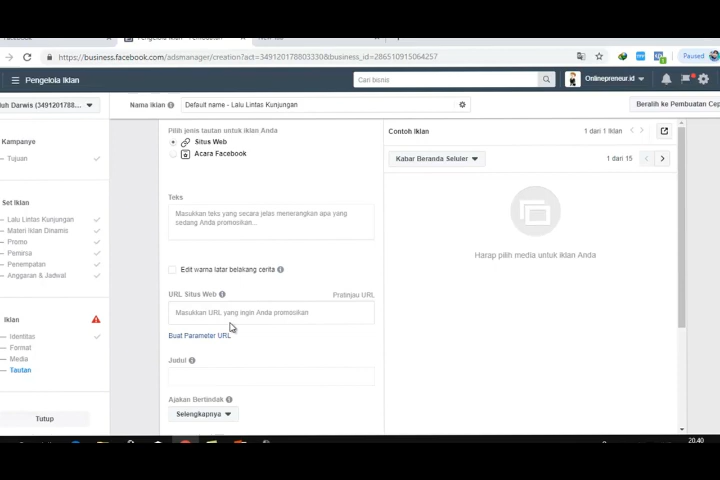 https://business.facebook.com/adsmanager/creation?act=349120178803330&business_id=286510915064257
Paused
Pengelola Iklan
Cari bisnis
Onlinepreneur.id
uh Darwis (3491201788...
Nama Iklan
Default name - Lalu Lintas Kunjungan
Beralih ke Pembuatan Cep
Kampanye
Tujuan
Set Iklan
Lalu Lintas Kunjungan
Materi Iklan Dinamis
Promo
Pemirsa
Penempatan
Anggaran & Jadwal
Iklan
Identitas
Format
Media
Tautan
Tutup
Pilih jenis tautan untuk iklan Anda
Situs Web
Acara Facebook
Teks
Masukkan teks yang secara jelas menerangkan apa yang
sedang Anda promosikan...
Edit warna latar belakang cerita
URL Situs Web
Pratinjau URL
Masukkan URL yang ingin Anda promosikan
Buat Parameter URL
Judul
Ajakan Bertindak
Selengkapnya
Contoh Iklan
1 dari 1 Iklan
Kabar Beranda Seluler
1 dari 15
Harap pilih media untuk iklan Anda
20.40